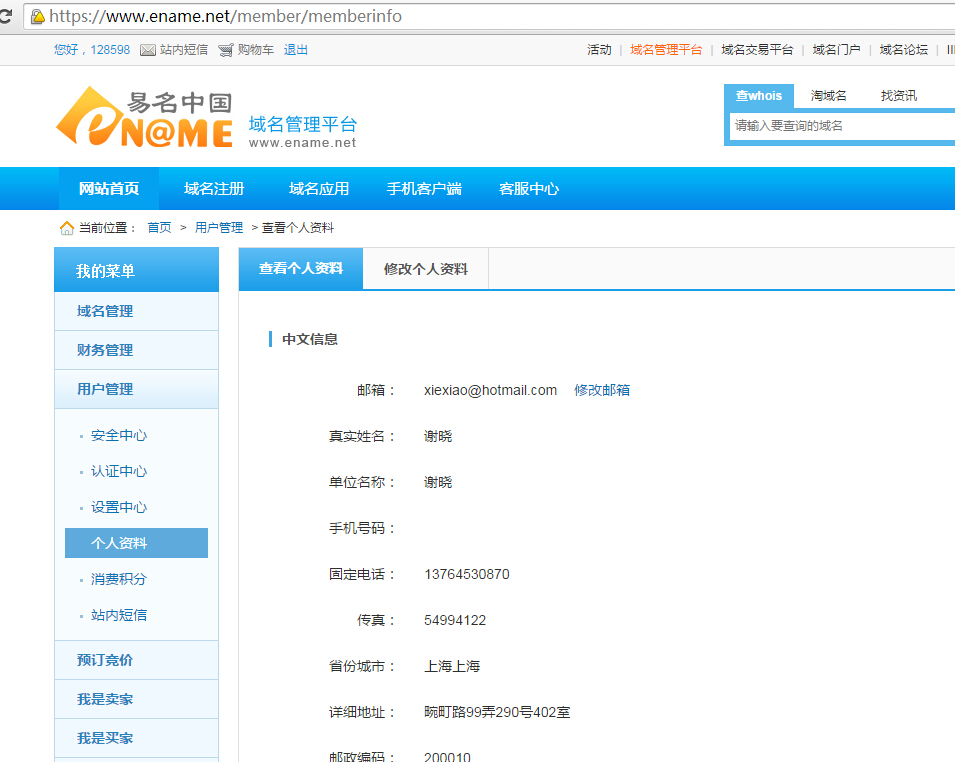 https://www.ename.net/member/memberinfo
您好，128598 站内短信 购物车 退出 活动 | 域名管理平台 | 域名交易平台 | 域名门户 | 域名论坛 |
易名中国
eN@ME
域名管理平台
www.ename.net
查whois 淘域名 找资讯
请输入要查询的域名
网站首页 域名注册 域名应用 手机客户端 客服中心
当前位置： 首页 > 用户管理 > 查看个人资料
我的菜单
域名管理
财务管理
用户管理
安全中心
认证中心
设置中心
个人资料
消费积分
站内短信
预订竞价
我是卖家
我是买家
查看个人资料 修改个人资料
中文信息
邮箱： xiexiao@hotmail.com 修改邮箱
真实姓名： 谢晓
单位名称： 谢晓
手机号码：
固定电话： 13764530870
传真： 54994122
省份城市： 上海上海
详细地址： 畹町路99弄290号402室
邮政编码： 200010